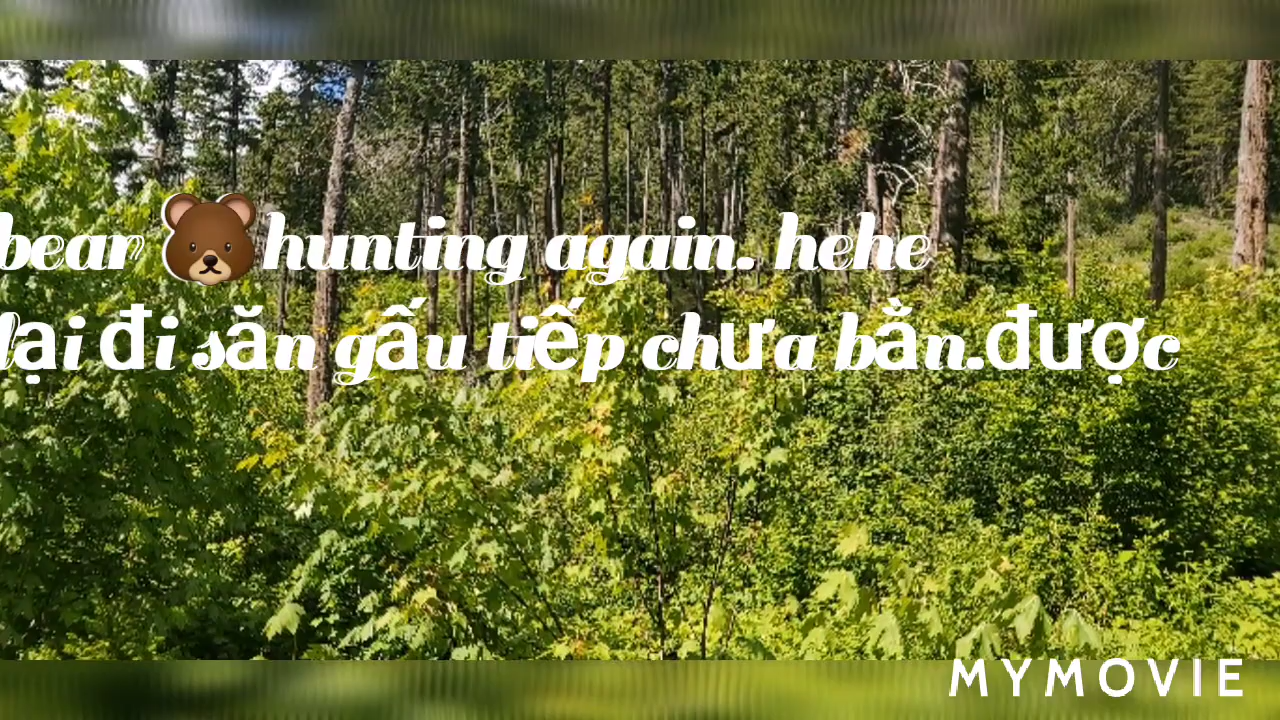 bear 🐻 hunting again. hehe
lại đi săn gấu tiếp chưa bằn.được
MYMOVIE